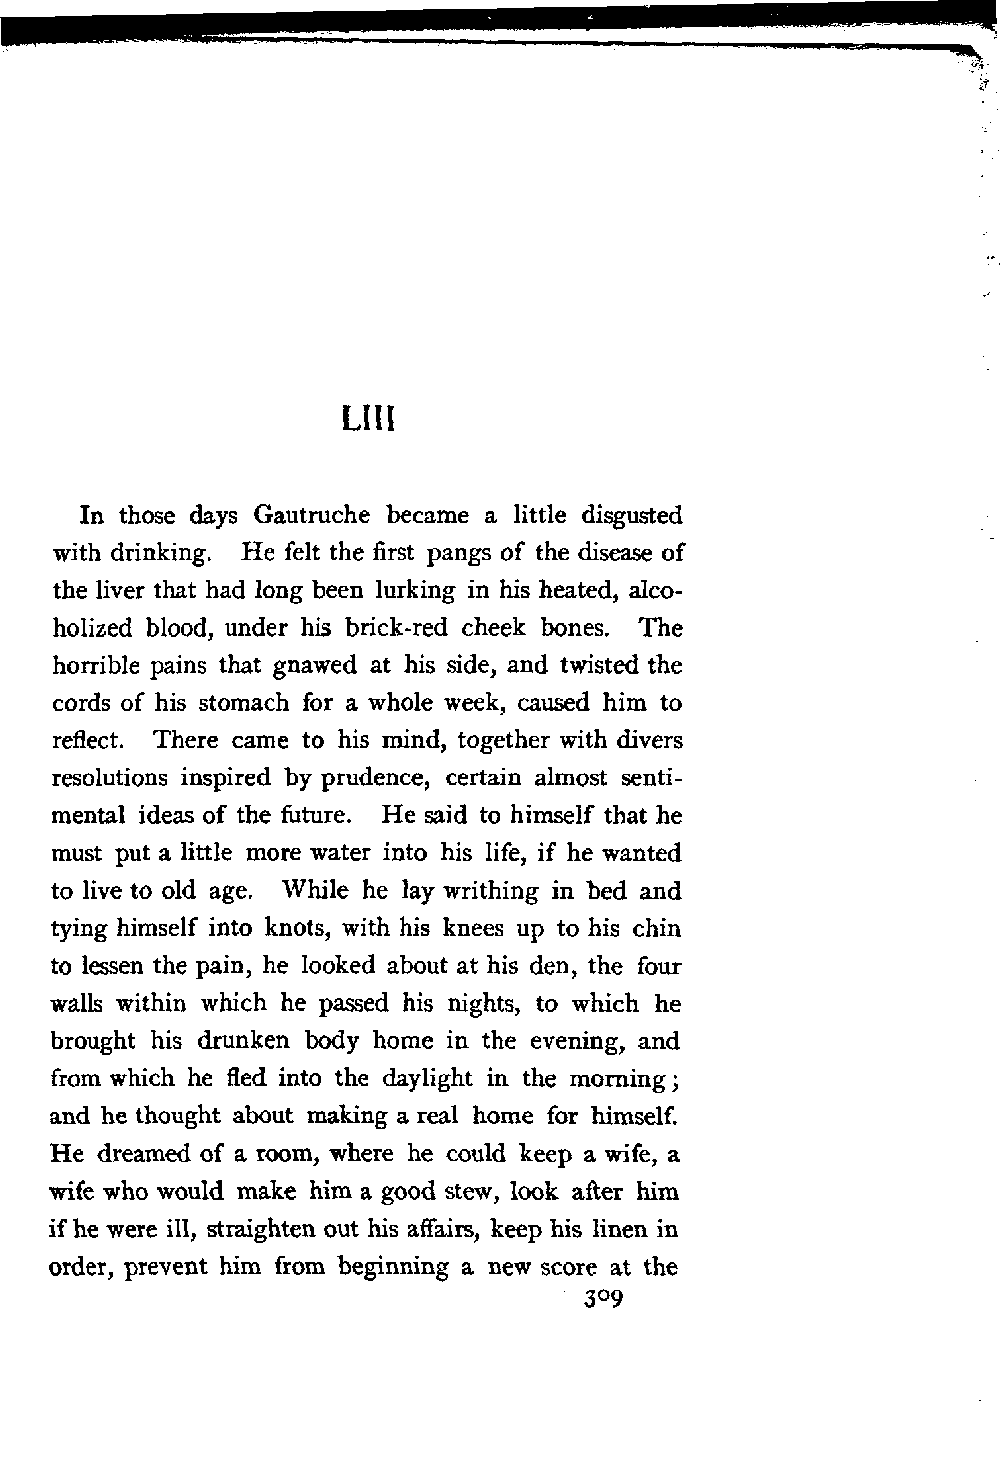 LIII
In those days Gautruche became a little disgusted
with drinking. He felt the first pangs of the disease of
the liver that had long been lurking in his heated, alco-
holized blood, under his brick-red cheek bones. The
horrible pains that gnawed at his side, and twisted the
cords of his stomach for a whole week, caused him to
reflect. There came to his mind, together with divers
resolutions inspired by prudence, certain almost senti-
mental ideas of the future. He said to himself that he
must put a little more water into his life, if he wanted
to live to old age. While he lay writhing in bed and
tying himself into knots, with his knees up to his chin
to lessen the pain, he looked about at his den, the four
walls within which he passed his nights, to which he
brought his drunken body home in the evening, and
from which he fled into the daylight in the morning;
and he thought about making a real home for himself.
He dreamed of a room, where he could keep a wife, a
wife who would make him a good stew, look after him
if he were ill, straighten out his affairs, keep his linen in
order, prevent him from beginning a new score at the
309